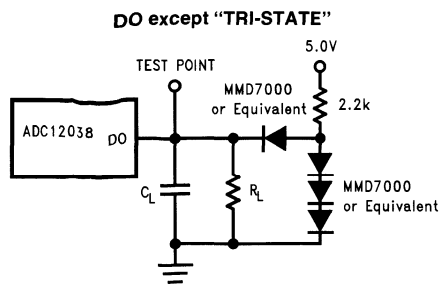 DO except "TRI-STATE"
5.0V
TEST POINT
MMD7000
or Equivalent
2.2k
ADC12038
DO
CL
RL
MMD7000
or Equivalent